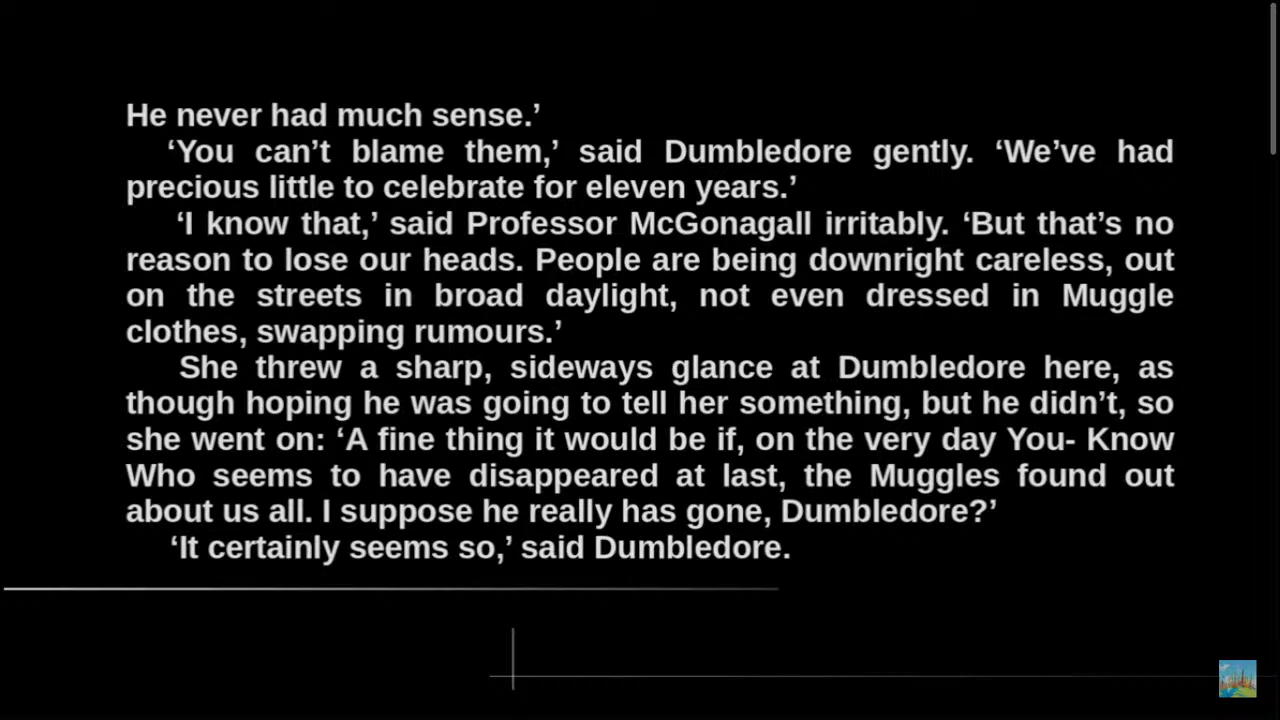 He never had much sense.’
‘You can’t blame them,’ said Dumbledore gently. ‘We’ve had
precious little to celebrate for eleven years.’
‘I know that,’ said Professor McGonagall irritably. ‘But that’s no
reason to lose our heads. People are being downright careless, out
on the streets in broad daylight, not even dressed in Muggle
clothes, swapping rumours.’
She threw a sharp, sideways glance at Dumbledore here, as
though hoping he was going to tell her something, but he didn’t, so
she went on: ‘A fine thing it would be if, on the very day You- Know
Who seems to have disappeared at last, the Muggles found out
about us all. I suppose he really has gone, Dumbledore?’
‘It certainly seems so,’ said Dumbledore.